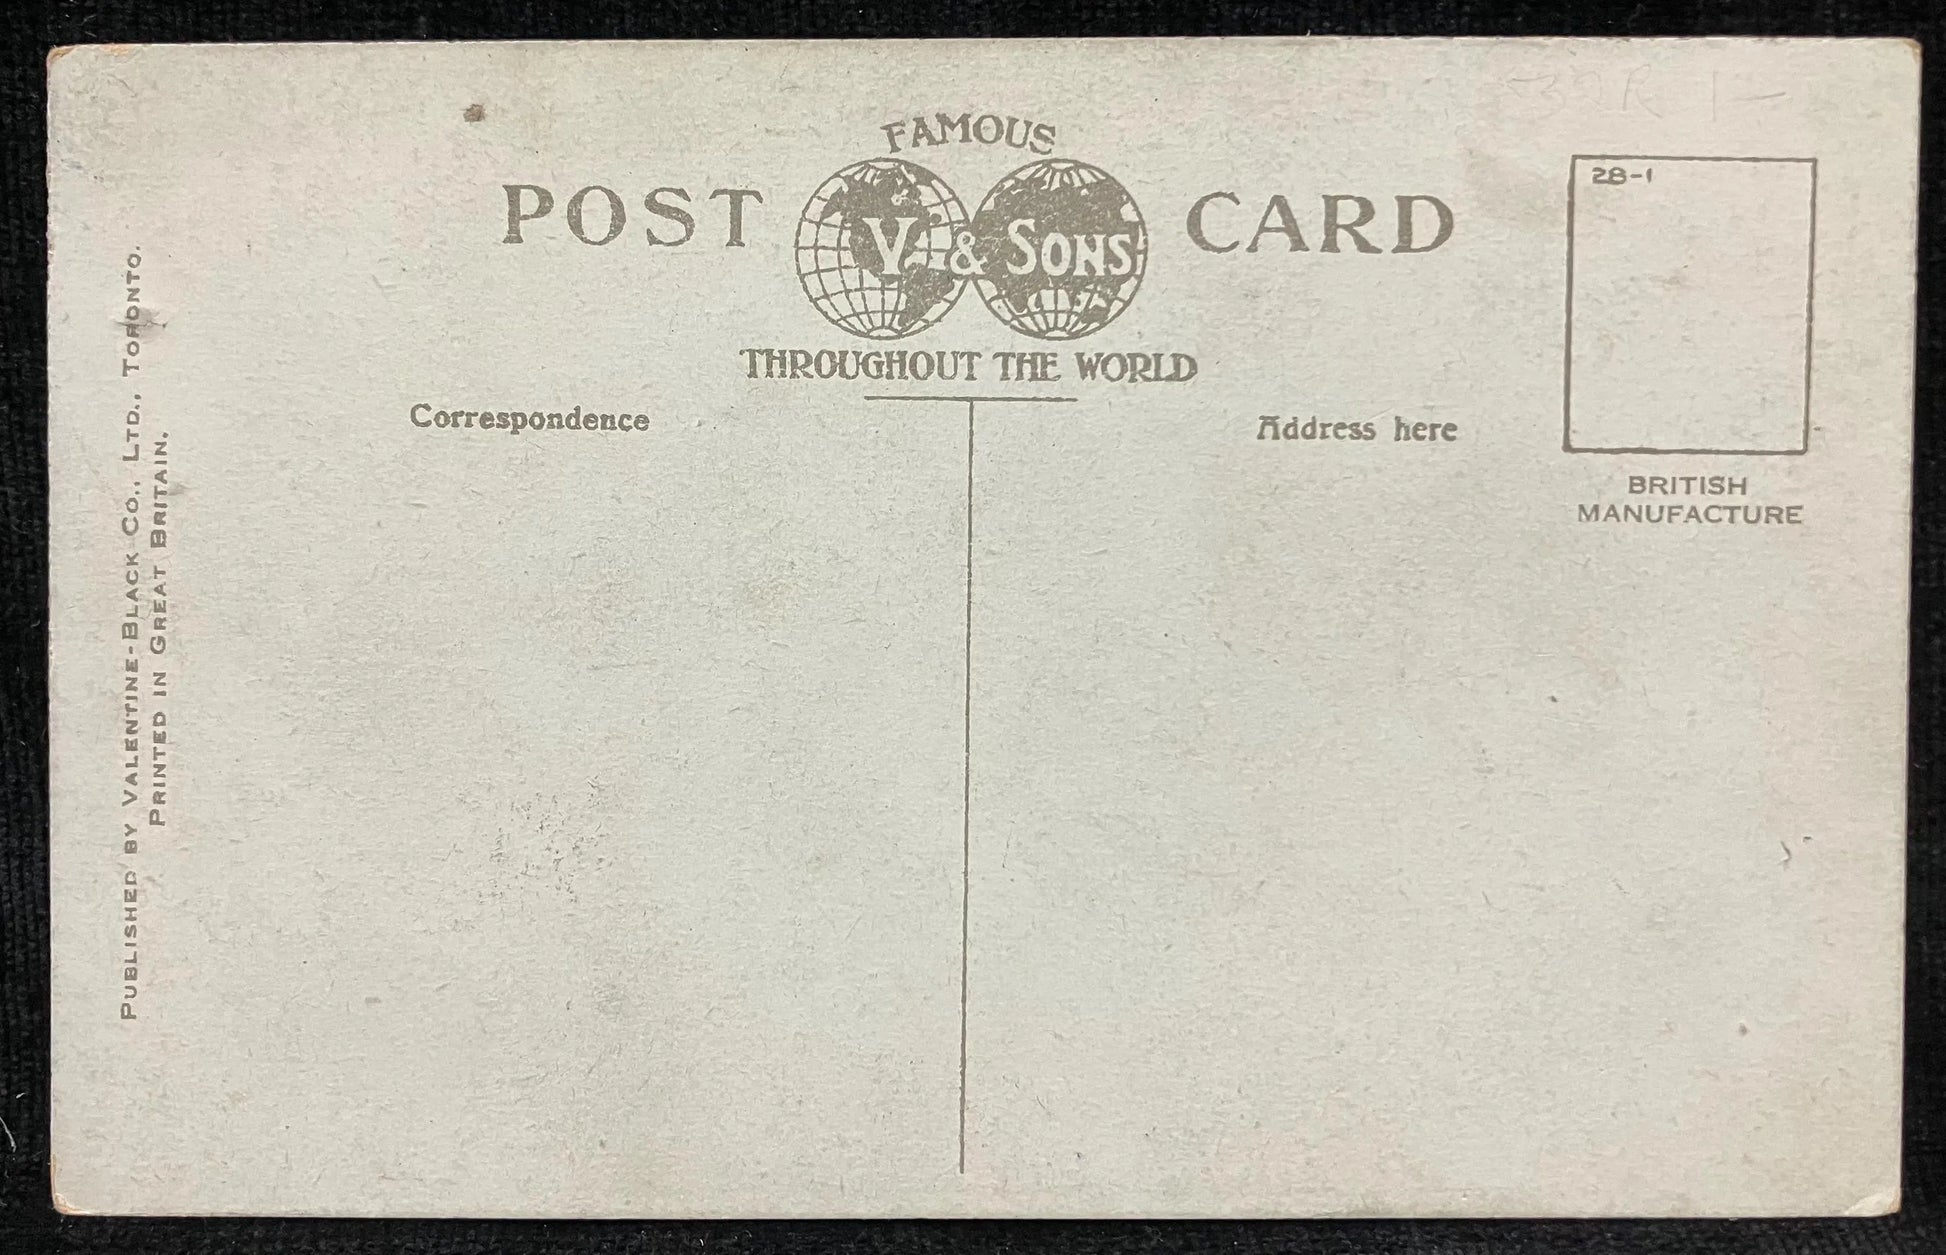 FAMOUS
POST V & SONS CARD
THROUGHOUT THE WORLD
Correspondence
Address here
28-1
BRITISH
MANUFACTURE
PUBLISHED BY VALENTINE-BLACK CO., LTD., TORONTO.
PRINTED IN GREAT BRITAIN.